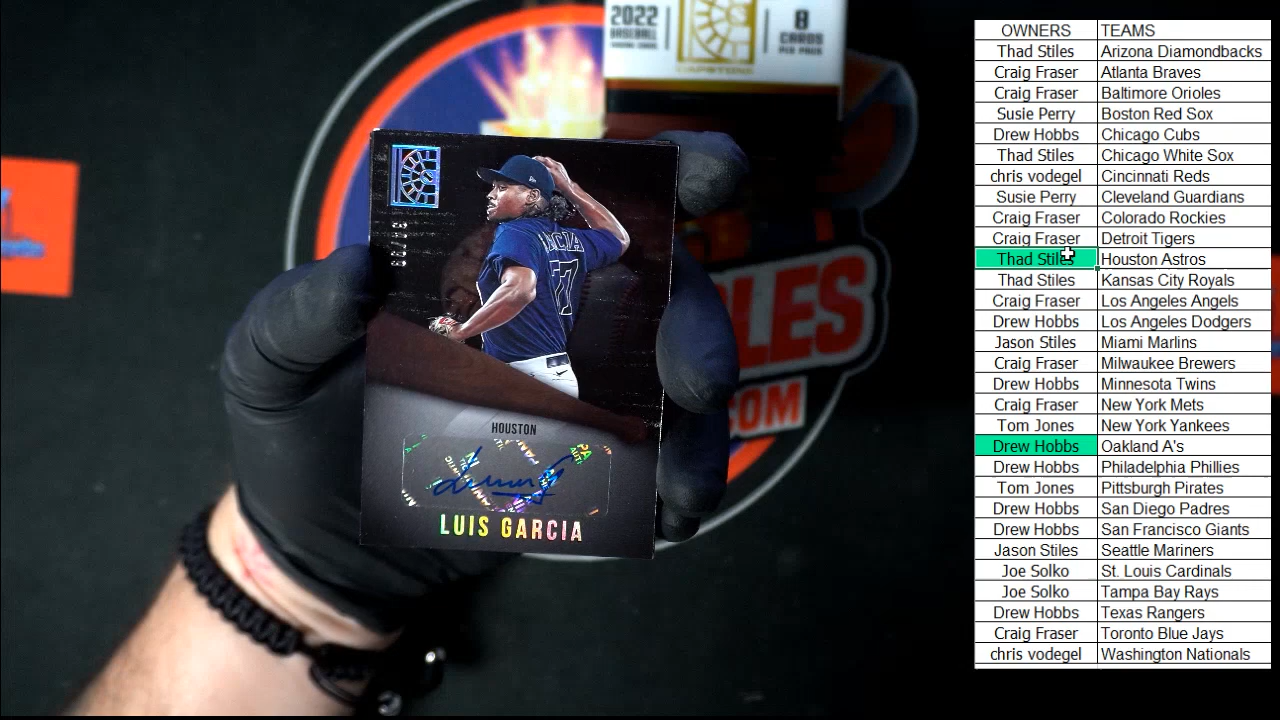 2022
BASEBALL
8
CARDS
PER PACK
CAPSTONE
HOUSTON
LUIS GARCIA
LES
COM
OWNERS TEAMS
Thad Stiles Arizona Diamondbacks
Craig Fraser Atlanta Braves
Craig Fraser Baltimore Orioles
Susie Perry Boston Red Sox
Drew Hobbs Chicago Cubs
Thad Stiles Chicago White Sox
chris vodegel Cincinnati Reds
Susie Perry Cleveland Guardians
Craig Fraser Colorado Rockies
Craig Fraser Detroit Tigers
Thad Stiles Houston Astros
Thad Stiles Kansas City Royals
Craig Fraser Los Angeles Angels
Drew Hobbs Los Angeles Dodgers
Jason Stiles Miami Marlins
Craig Fraser Milwaukee Brewers
Drew Hobbs Minnesota Twins
Craig Fraser New York Mets
Tom Jones New York Yankees
Drew Hobbs Oakland A's
Drew Hobbs Philadelphia Phillies
Tom Jones Pittsburgh Pirates
Drew Hobbs San Diego Padres
Drew Hobbs San Francisco Giants
Jason Stiles Seattle Mariners
Joe Solko St. Louis Cardinals
Joe Solko Tampa Bay Rays
Drew Hobbs Texas Rangers
Craig Fraser Toronto Blue Jays
chris vodegel Washington Nationals